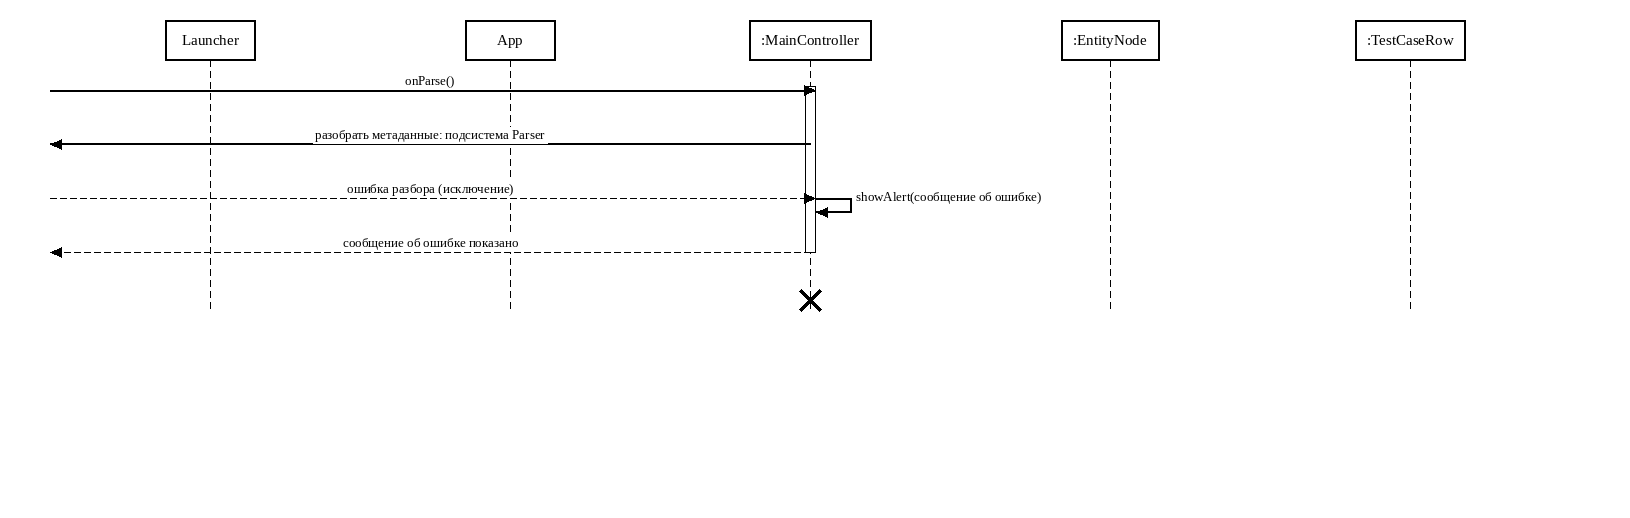 Launcher
App
:MainController
:EntityNode
:TestCaseRow
onParse()
разобрать метаданные: подсистема Parser
ошибка разбора (исключение)
showAlert(сообщение об ошибке)
сообщение об ошибке показано